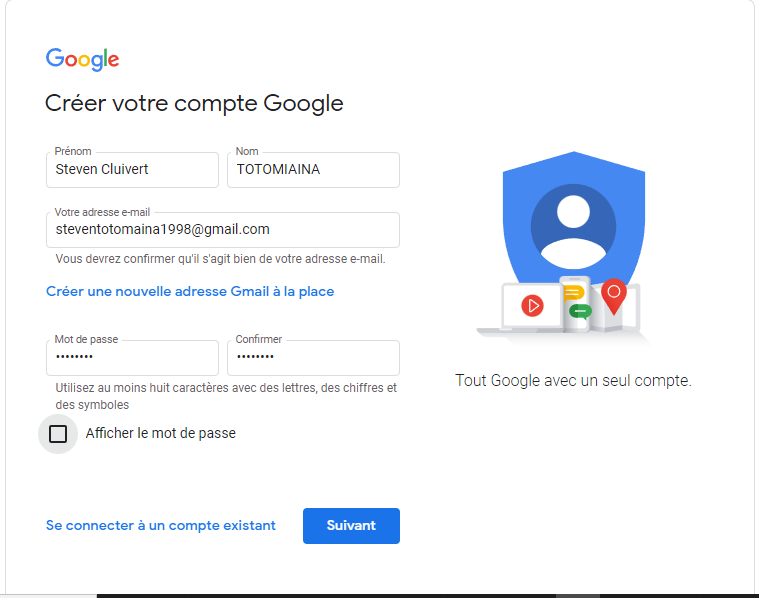 Google
Créer votre compte Google
Prénom
Nom
Steven Cluivert
TOTOMIAINA
Votre adresse e-mail
steventotomaina1998@gmail.com
Vous devrez confirmer qu'il s'agit bien de votre adresse e-mail.
Créer une nouvelle adresse Gmail à la place
Mot de passe
Confirmer
••••••••
••••••••
Utilisez au moins huit caractères avec des lettres, des chiffres et
des symboles
Afficher le mot de passe
Se connecter à un compte existant
Suivant
Tout Google avec un seul compte.